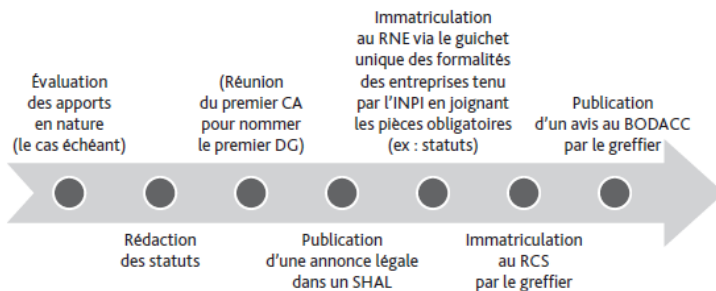 Évaluation
des apports
en nature
(le cas échéant)
Rédaction
des statuts
(Réunion
du premier CA
pour nommer
le premier DG)
Publication
d'une annonce légale
dans un SHAL
Immatriculation
au RNE via le guichet
unique des formalités
des entreprises tenu
par l'INPI en joignant
les pièces obligatoires
(ex : statuts)
Immatriculation
au RCS
par le greffier
Publication
d'un avis au BODACC
par le greffier